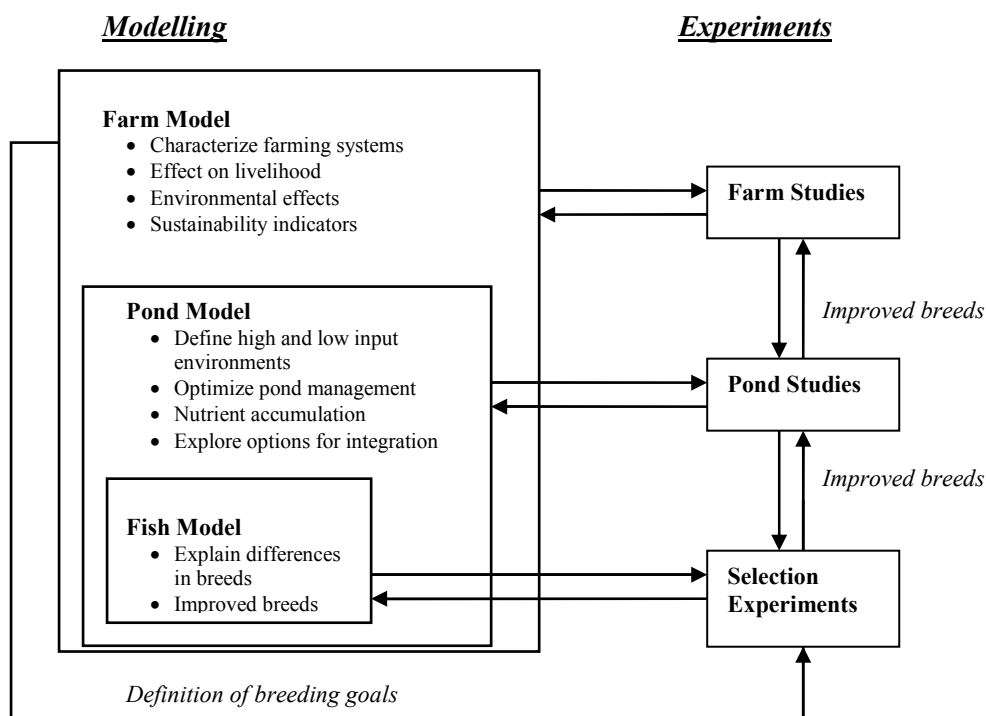 Modelling
Experiments
Farm Model
• Characterize farming systems
• Effect on livelihood
• Environmental effects
• Sustainability indicators
Farm Studies
Improved breeds
Pond Model
• Define high and low input
environments
• Optimize pond management
• Nutrient accumulation
• Explore options for integration
Pond Studies
Improved breeds
Fish Model
• Explain differences
in breeds
• Improved breeds
Selection
Experiments
Definition of breeding goals